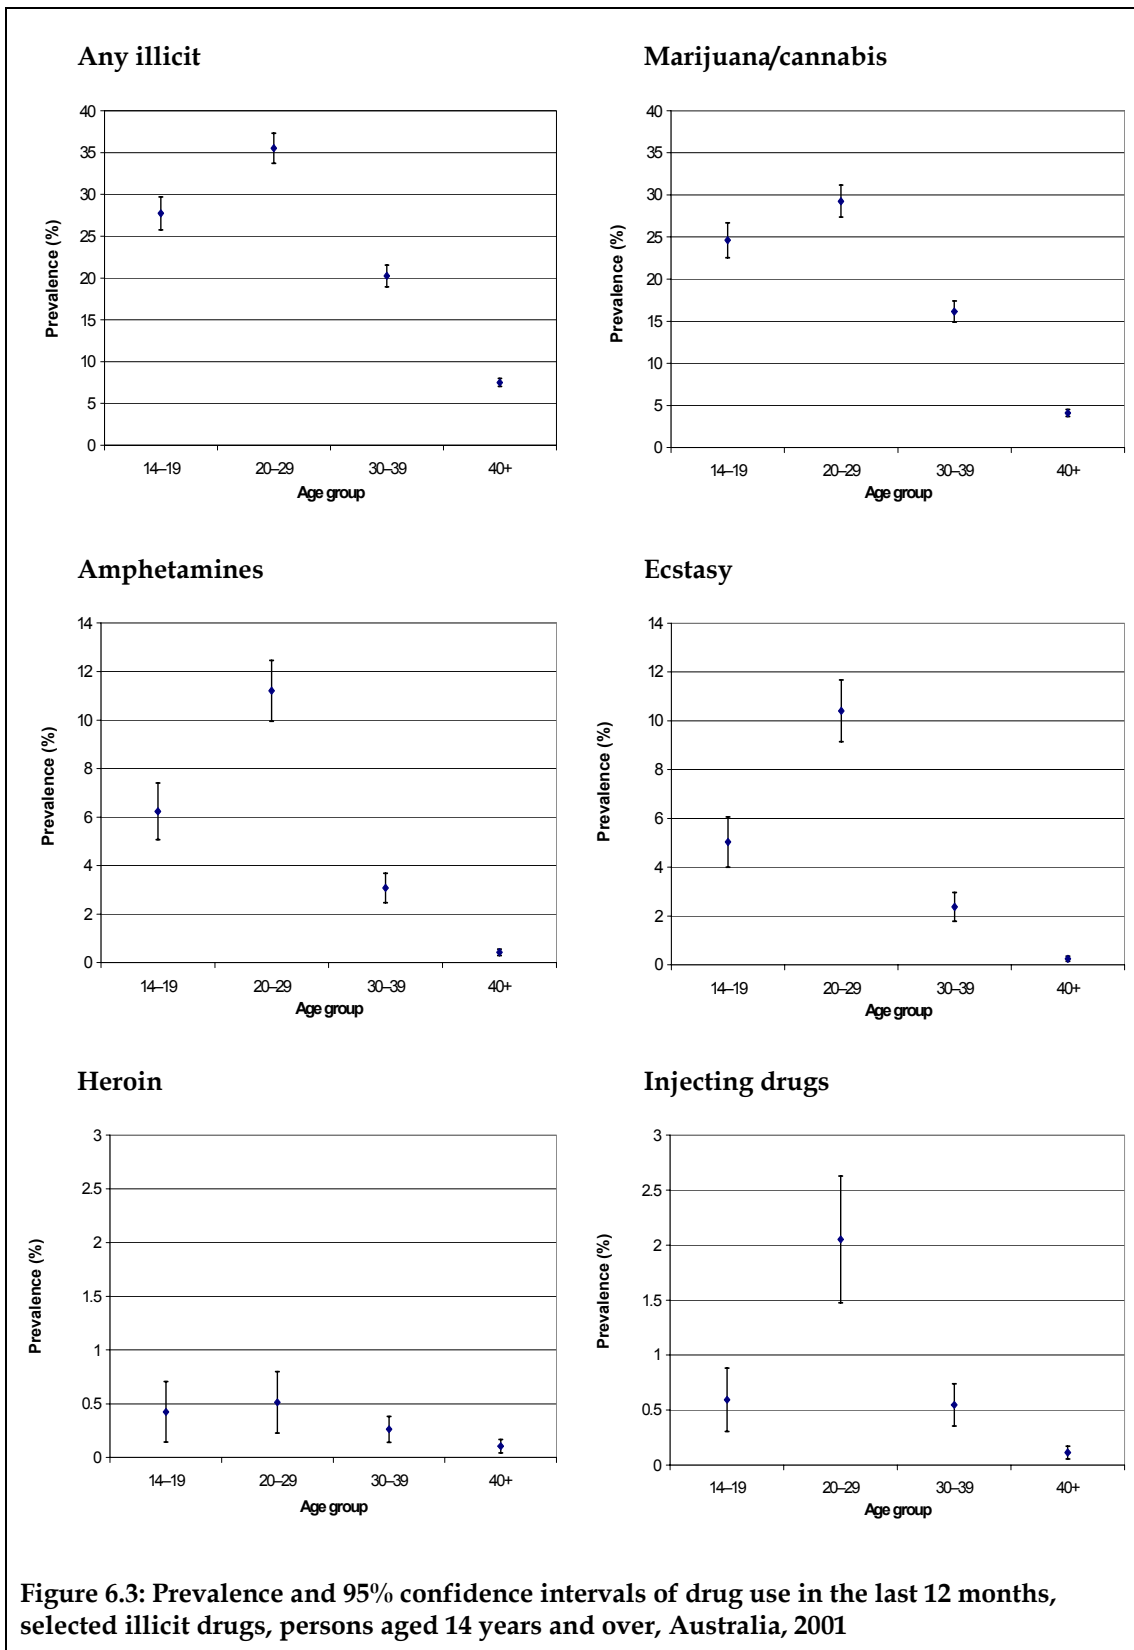 Any illicit
Prevalence (%)
40
35
30
25
20
15
10
5
0
14–19 20–29 30–39 40+
Age group
Marijuana/cannabis
Prevalence (%)
40
35
30
25
20
15
10
5
0
14–19 20–29 30–39 40+
Age group
Amphetamines
Prevalence (%)
14
12
10
8
6
4
2
0
14–19 20–29 30–39 40+
Age group
Ecstasy
Prevalence (%)
14
12
10
8
6
4
2
0
14–19 20–29 30–39 40+
Age group
Heroin
Prevalence (%)
3
2.5
2
1.5
1
0.5
0
14–19 20–29 30–39 40+
Age group
Injecting drugs
Prevalence (%)
3
2.5
2
1.5
1
0.5
0
14–19 20–29 30–39 40+
Age group
Figure 6.3: Prevalence and 95% confidence intervals of drug use in the last 12 months,
selected illicit drugs, persons aged 14 years and over, Australia, 2001